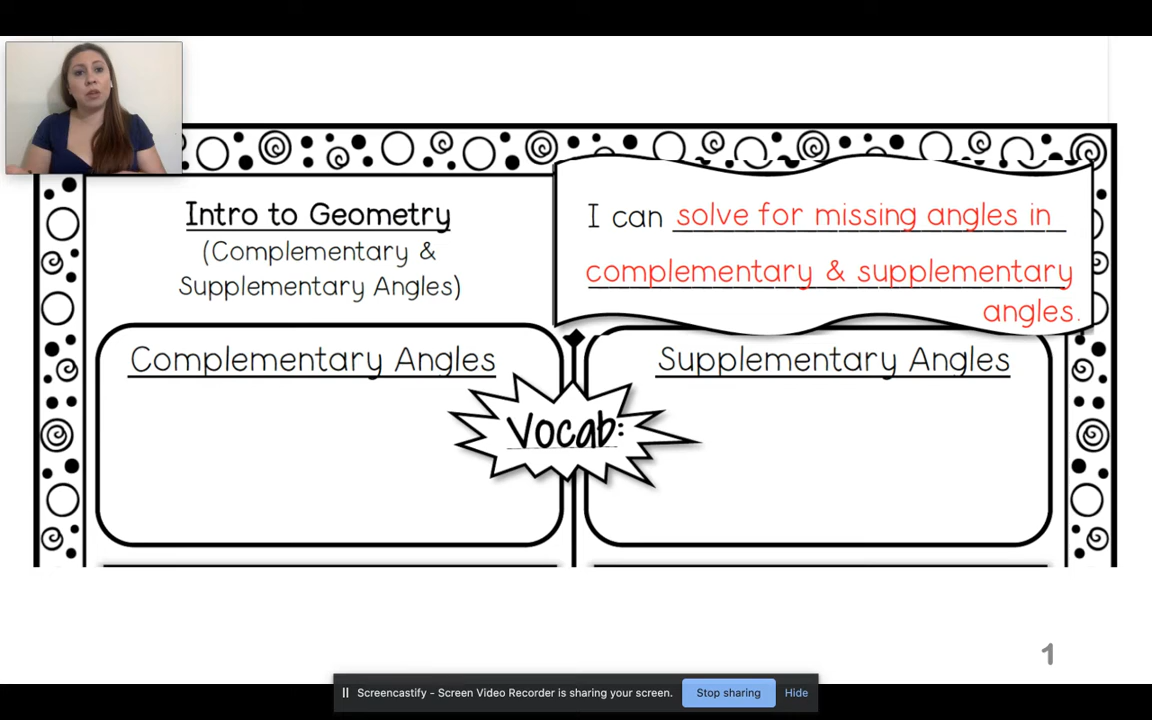 Intro to Geometry
(Complementary &
Supplementary Angles)
I can solve for missing angles in
complementary & supplementary
angles.
Complementary Angles
Supplementary Angles
Vocab:
1
Screencastify - Screen Video Recorder is sharing your screen.
Stop sharing
Hide